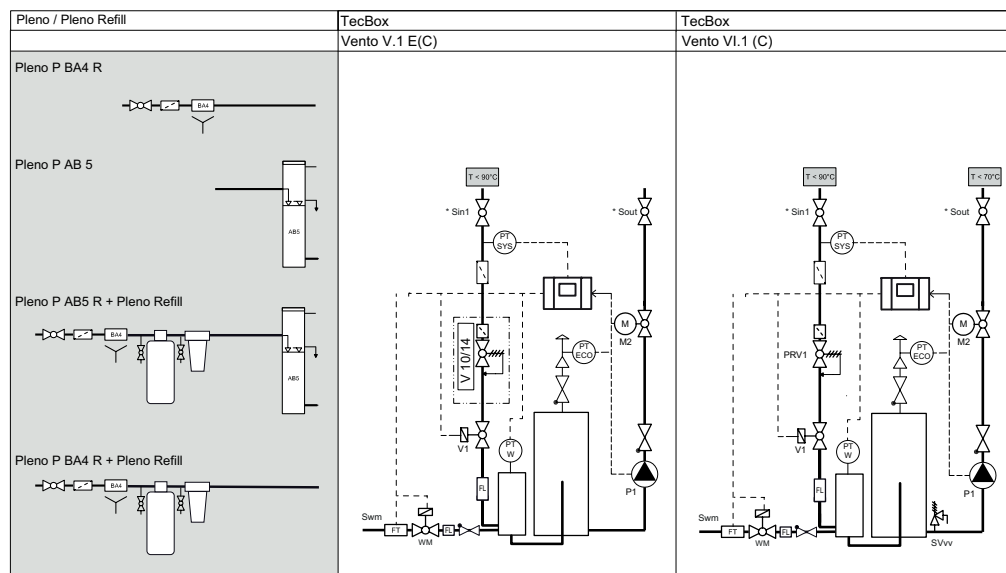 Pleno / Pleno Refill
TecBox
TecBox
Vento V.1 E(C)
Vento VI.1 (C)
Pleno P BA4 R
BA4
Pleno P AB 5
AB5
Pleno P AB5 R + Pleno Refill
BA4
AB5
Pleno P BA4 R + Pleno Refill
BA4
T < 90°C
* Sin1
* Sout
PT
SYS
M
M2
V 10/14
PT
ECO
V1
PT
W
P1
FL
Swm
FT
WM
FL
T < 90°C
T < 70°C
* Sin1
* Sout
PT
SYS
M
M2
PRV1
PT
ECO
V1
PT
W
P1
FL
Swm
FT
WM
FL
SVvv